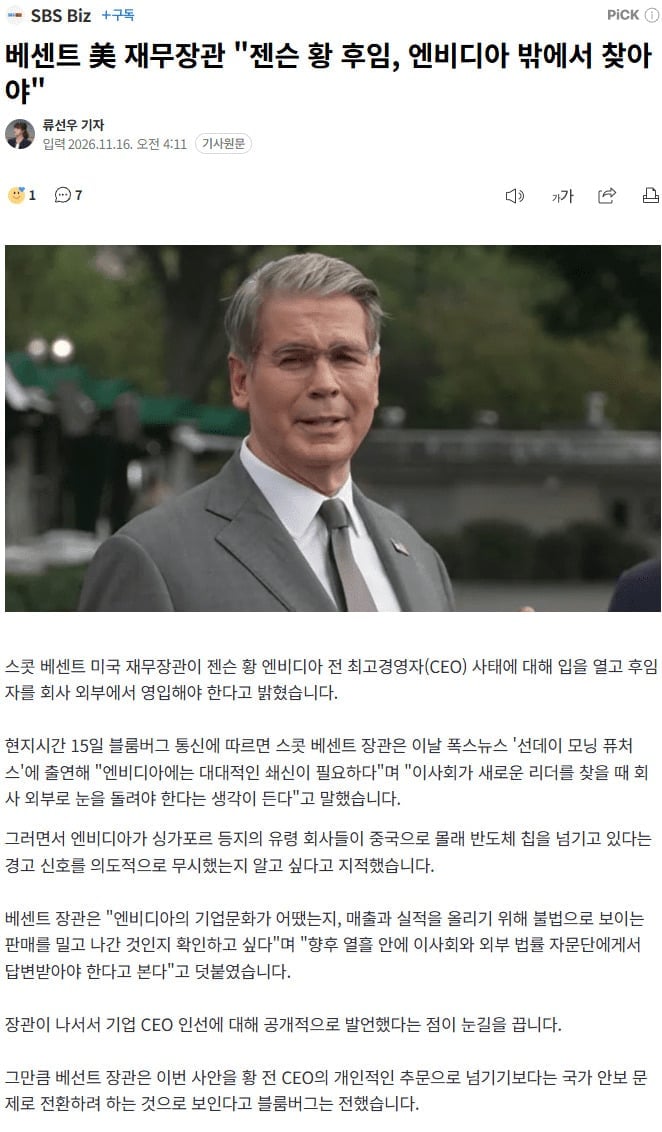 SBS Biz +구독
PiCK
베센트 美 재무장관 "젠슨 황 후임, 엔비디아 밖에서 찾아
야"
류선우 기자
입력 2026.11.16. 오전 4:11 기사원문
1 7
가가
스콧 베센트 미국 재무장관이 젠슨 황 엔비디아 전 최고경영자(CEO) 사태에 대해 입을 열고 후임
자를 회사 외부에서 영입해야 한다고 밝혔습니다.
현지시간 15일 블룸버그 통신에 따르면 스콧 베센트 장관은 이날 폭스뉴스 '선데이 모닝 퓨처
스'에 출연해 "엔비디아에는 대대적인 쇄신이 필요하다"며 "이사회가 새로운 리더를 찾을 때 회
사 외부로 눈을 돌려야 한다는 생각이 든다"고 말했습니다.
그러면서 엔비디아가 싱가포르 등지의 유령 회사들이 중국으로 몰래 반도체 칩을 넘기고 있다는
경고 신호를 의도적으로 무시했는지 알고 싶다고 지적했습니다.
베센트 장관은 "엔비디아의 기업문화가 어땠는지, 매출과 실적을 올리기 위해 불법으로 보이는
판매를 밀고 나간 것인지 확인하고 싶다"며 "향후 열흘 안에 이사회와 외부 법률 자문단에게서
답변받아야 한다고 본다"고 덧붙였습니다.
장관이 나서서 기업 CEO 인선에 대해 공개적으로 발언했다는 점이 눈길을 끕니다.
그만큼 베선트 장관은 이번 사안을 황 전 CEO의 개인적인 추문으로 넘기기보다는 국가 안보 문
제로 전환하려 하는 것으로 보인다고 블룸버그는 전했습니다.